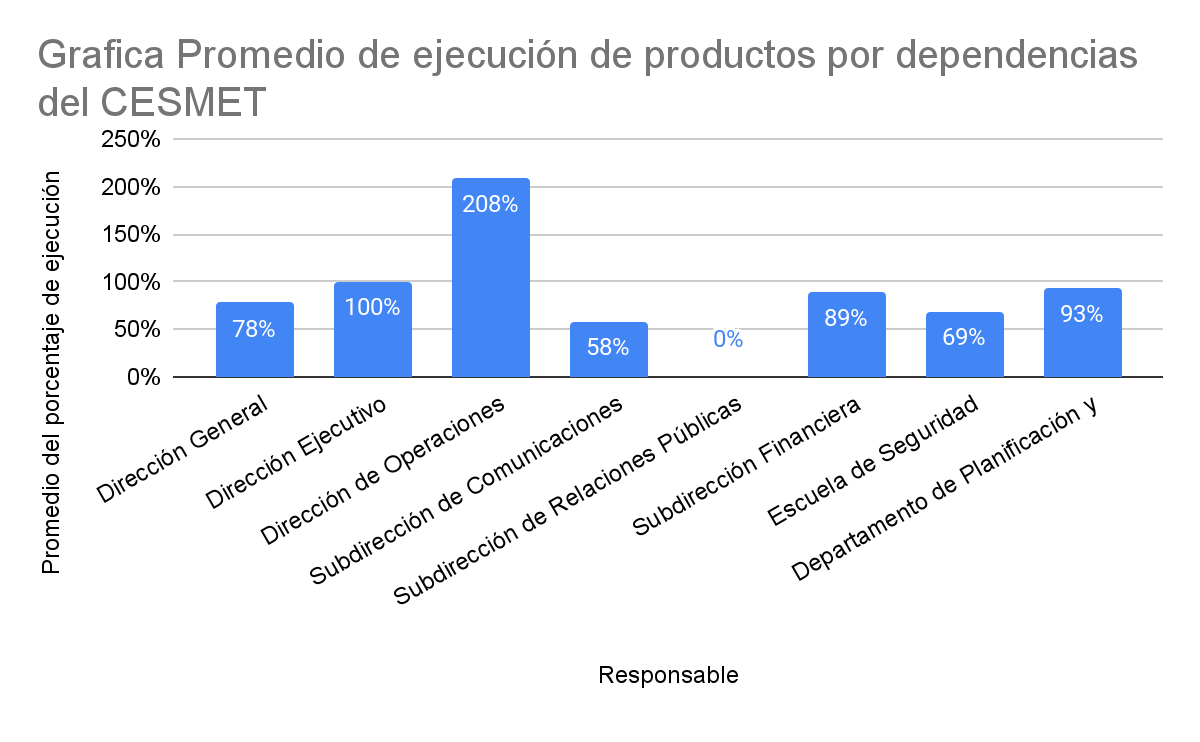 Grafica Promedio de ejecución de productos por dependencias
del CESMET
Promedio del porcentaje de ejecución
250%
200%
150%
100%
50%
0%
78%
100%
208%
58%
0%
89%
69%
93%
Dirección General
Dirección Ejecutivo
Dirección de Operaciones
Subdirección de Comunicaciones
Subdirección de Relaciones Públicas
Subdirección Financiera
Escuela de Seguridad
Departamento de Planificación y
Responsable